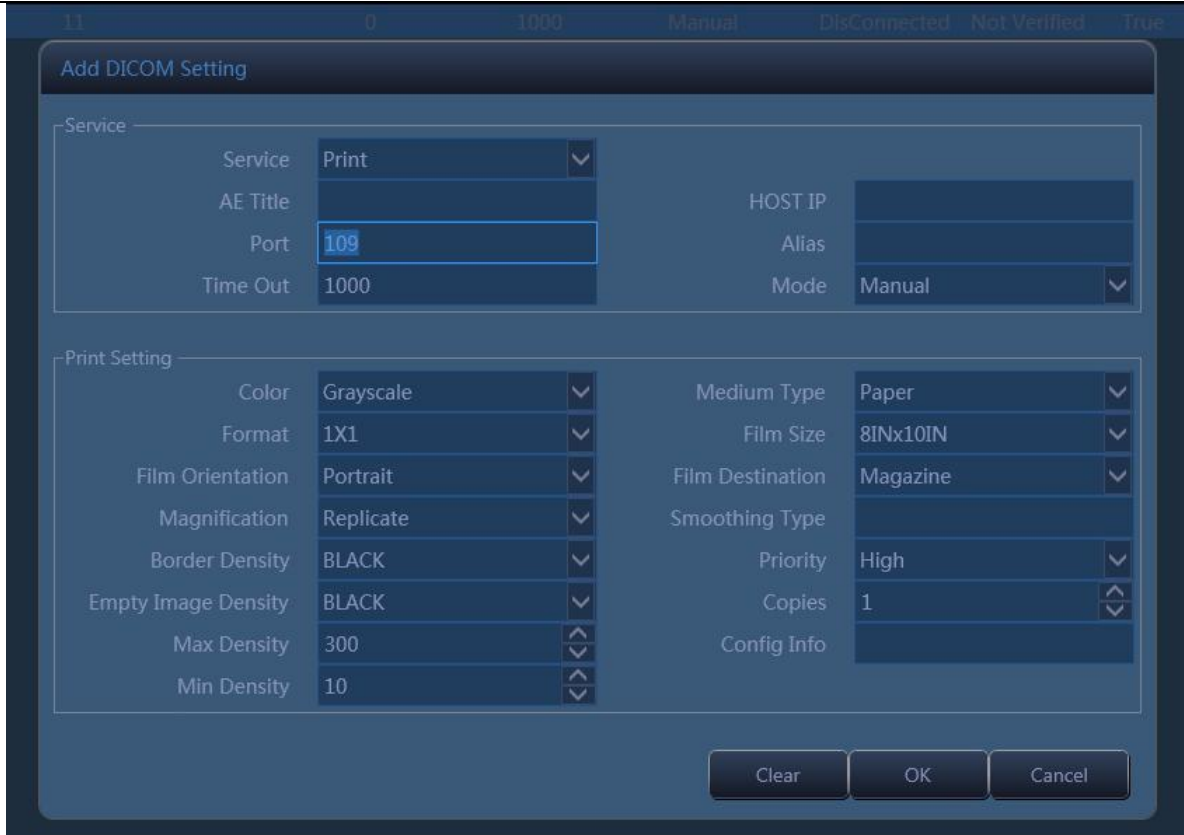 11 0 1000 Manual DisConnected Not Verified True
Add DICOM Setting
Service
Service Print
AE Title HOST IP
Port 109 Alias
Time Out 1000 Mode Manual
Print Setting
Color Grayscale Medium Type Paper
Format 1X1 Film Size 8INx10IN
Film Orientation Portrait Film Destination Magazine
Magnification Replicate Smoothing Type
Border Density BLACK Priority High
Empty Image Density BLACK Copies 1
Max Density 300 Config Info
Min Density 10
Clear OK Cancel